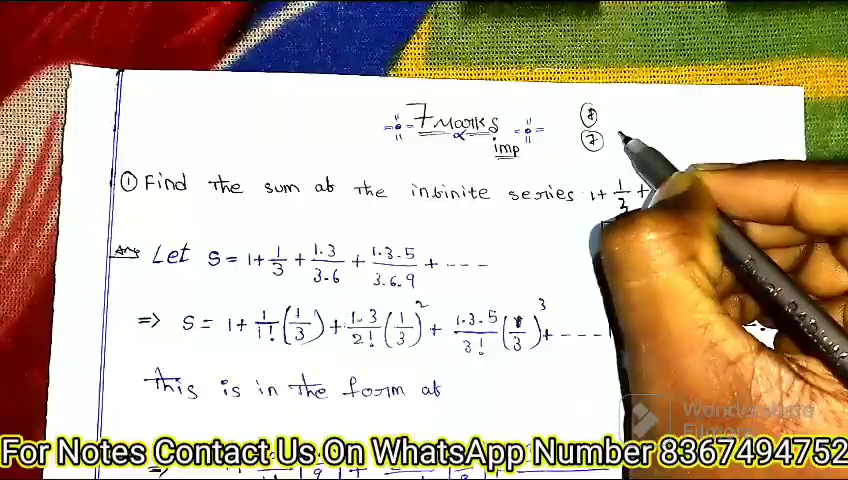 7 Marks
imp
8
7
① Find the sum of the infinite series 1 + 1/3 +
Ans Let S = 1 + 1/3 + 1.3/3.6 + 1.3.5/3.6.9 + ----
=> S = 1 + 1/1! (1/3) + 1.3/2! (1/3)² + 1.3.5/3! (1/3)³ + ----
This is in the form of
Wondershare
Filmora
For Notes Contact Us On WhatsApp Number 8367494752